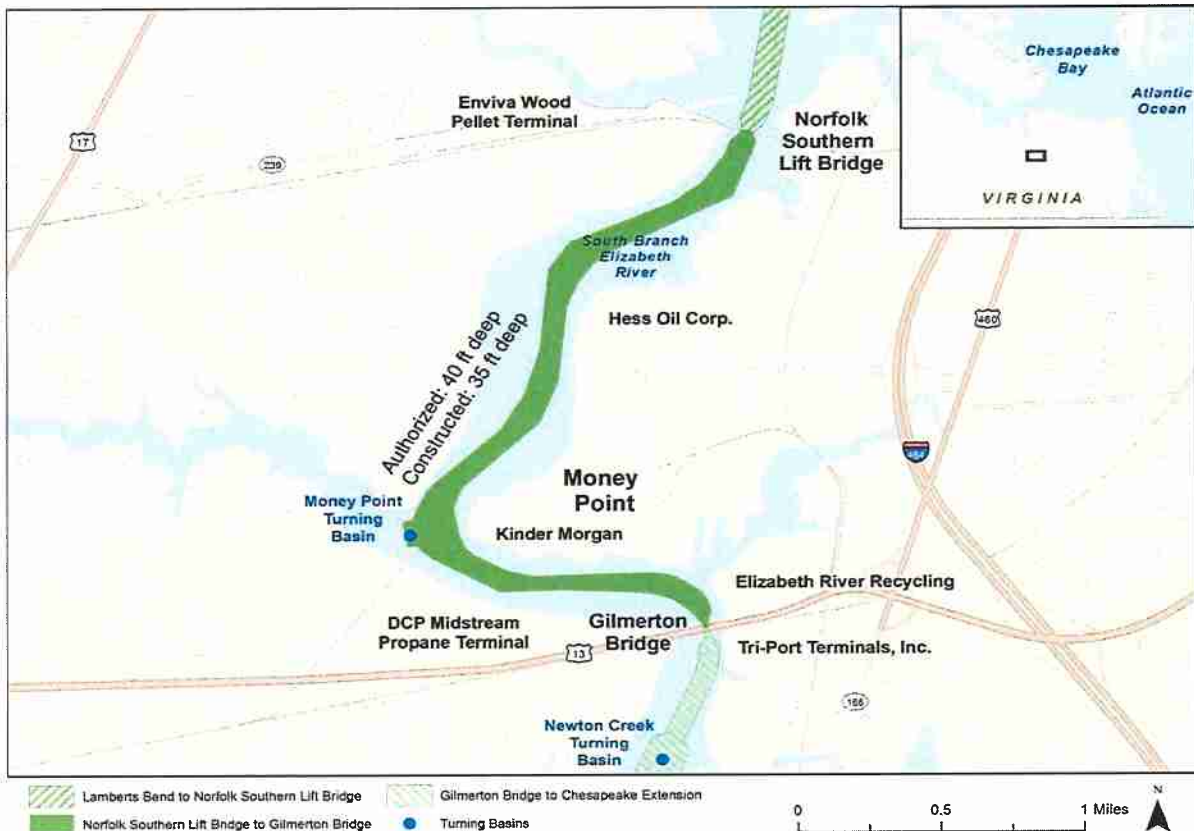 Chesapeake
Bay
Atlantic
Ocean
VIRGINIA
Enviva Wood
Pellet Terminal
Norfolk
Southern
Lift Bridge
17
239
South Branch
Elizabeth
River
Hess Oil Corp.
460
Authorized: 40 ft deep
Constructed: 35 ft deep
464
Money Point
Turning
Basin
Money
Point
Kinder Morgan
Elizabeth River Recycling
DCP Midstream
Propane Terminal
Gilmerton
Bridge
13
Tri-Port Terminals, Inc.
166
Newton Creek
Turning
Basin
Lamberts Bend to Norfolk Southern Lift Bridge
Gilmerton Bridge to Chesapeake Extension
Norfolk Southern Lift Bridge to Gilmerton Bridge
Turning Basins
0 0.5 1 Miles
N